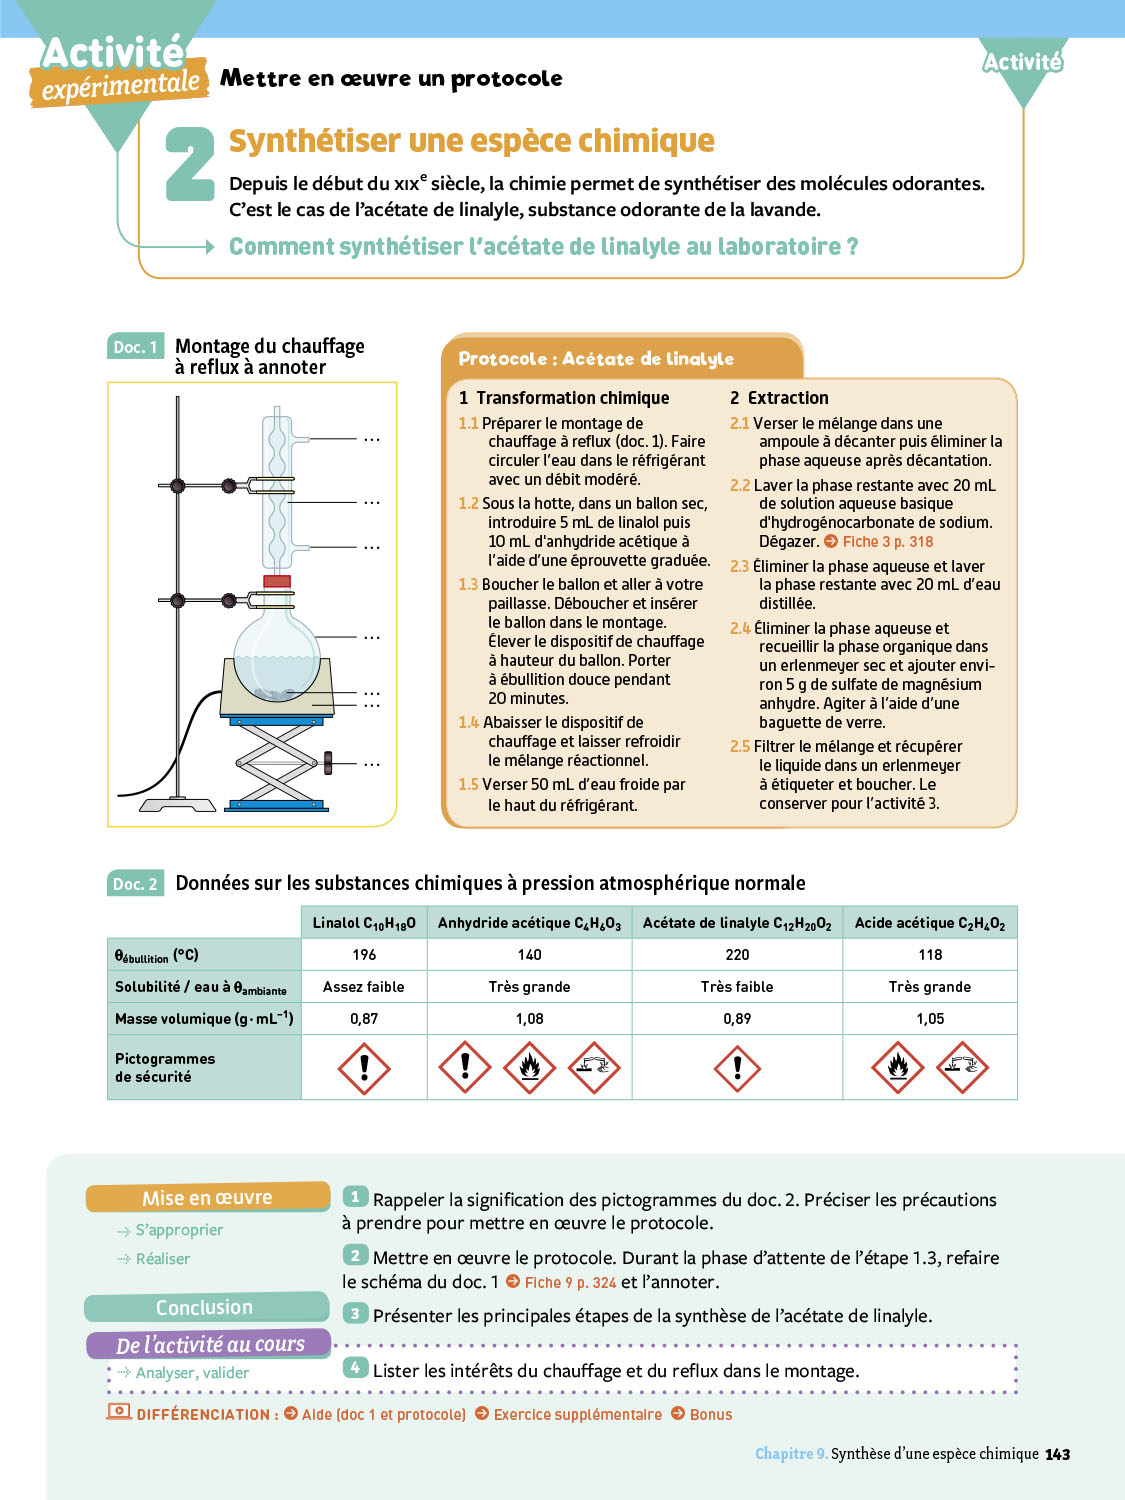 Activité
expérimentale
Mettre en œuvre un protocole
Activité
2
Synthétiser une espèce chimique
Depuis le début du XIXe siècle, la chimie permet de synthétiser des molécules odorantes.
C'est le cas de l'acétate de linalyle, substance odorante de la lavande.
Comment synthétiser l'acétate de linalyle au laboratoire ?
Doc. 1 Montage du chauffage
à reflux à annoter
...
...
...
...
...
...
...
Protocole : Acétate de linalyle
1 Transformation chimique
1.1 Préparer le montage de
chauffage à reflux (doc. 1). Faire
circuler l'eau dans le réfrigérant
avec un débit modéré.
1.2 Sous la hotte, dans un ballon sec,
introduire 5 mL de linalol puis
10 mL d'anhydride acétique à
l'aide d'une éprouvette graduée.
1.3 Boucher le ballon et aller à votre
paillasse. Déboucher et insérer
le ballon dans le montage.
Élever le dispositif de chauffage
à hauteur du ballon. Porter
à ébullition douce pendant
20 minutes.
1.4 Abaisser le dispositif de
chauffage et laisser refroidir
le mélange réactionnel.
1.5 Verser 50 mL d'eau froide par
le haut du réfrigérant.
2 Extraction
2.1 Verser le mélange dans une
ampoule à décanter puis éliminer la
phase aqueuse après décantation.
2.2 Laver la phase restante avec 20 mL
de solution aqueuse basique
d'hydrogénocarbonate de sodium.
Dégazer. Fiche 3 p. 318
2.3 Éliminer la phase aqueuse et laver
la phase restante avec 20 mL d'eau
distillée.
2.4 Éliminer la phase aqueuse et
recueillir la phase organique dans
un erlenmeyer sec et ajouter envi-
ron 5 g de sulfate de magnésium
anhydre. Agiter à l'aide d'une
baguette de verre.
2.5 Filtrer le mélange et récupérer
le liquide dans un erlenmeyer
à étiqueter et boucher. Le
conserver pour l'activité 3.
Doc. 2 Données sur les substances chimiques à pression atmosphérique normale
Linalol C₁₀H₁₈O Anhydride acétique C₄H₆O₃ Acétate de linalyle C₁₂H₂₀O₂ Acide acétique C₂H₄O₂
θébullition (°C) 196 140 220 118
Solubilité / eau à θambiante Assez faible Très grande Très faible Très grande
Masse volumique (g·mL⁻¹) 0,87 1,08 0,89 1,05
Pictogrammes
de sécurité
Mise en œuvre
S'approprier
Réaliser
1 Rappeler la signification des pictogrammes du doc. 2. Préciser les précautions
à prendre pour mettre en œuvre le protocole.
2 Mettre en œuvre le protocole. Durant la phase d'attente de l'étape 1.3, refaire
le schéma du doc. 1 Fiche 9 p. 324 et l'annoter.
Conclusion
3 Présenter les principales étapes de la synthèse de l'acétate de linalyle.
De l'activité au cours
Analyser, valider
4 Lister les intérêts du chauffage et du reflux dans le montage.
DIFFÉRENCIATION : Aide (doc 1 et protocole) Exercice supplémentaire Bonus
Chapitre 9. Synthèse d'une espèce chimique 143